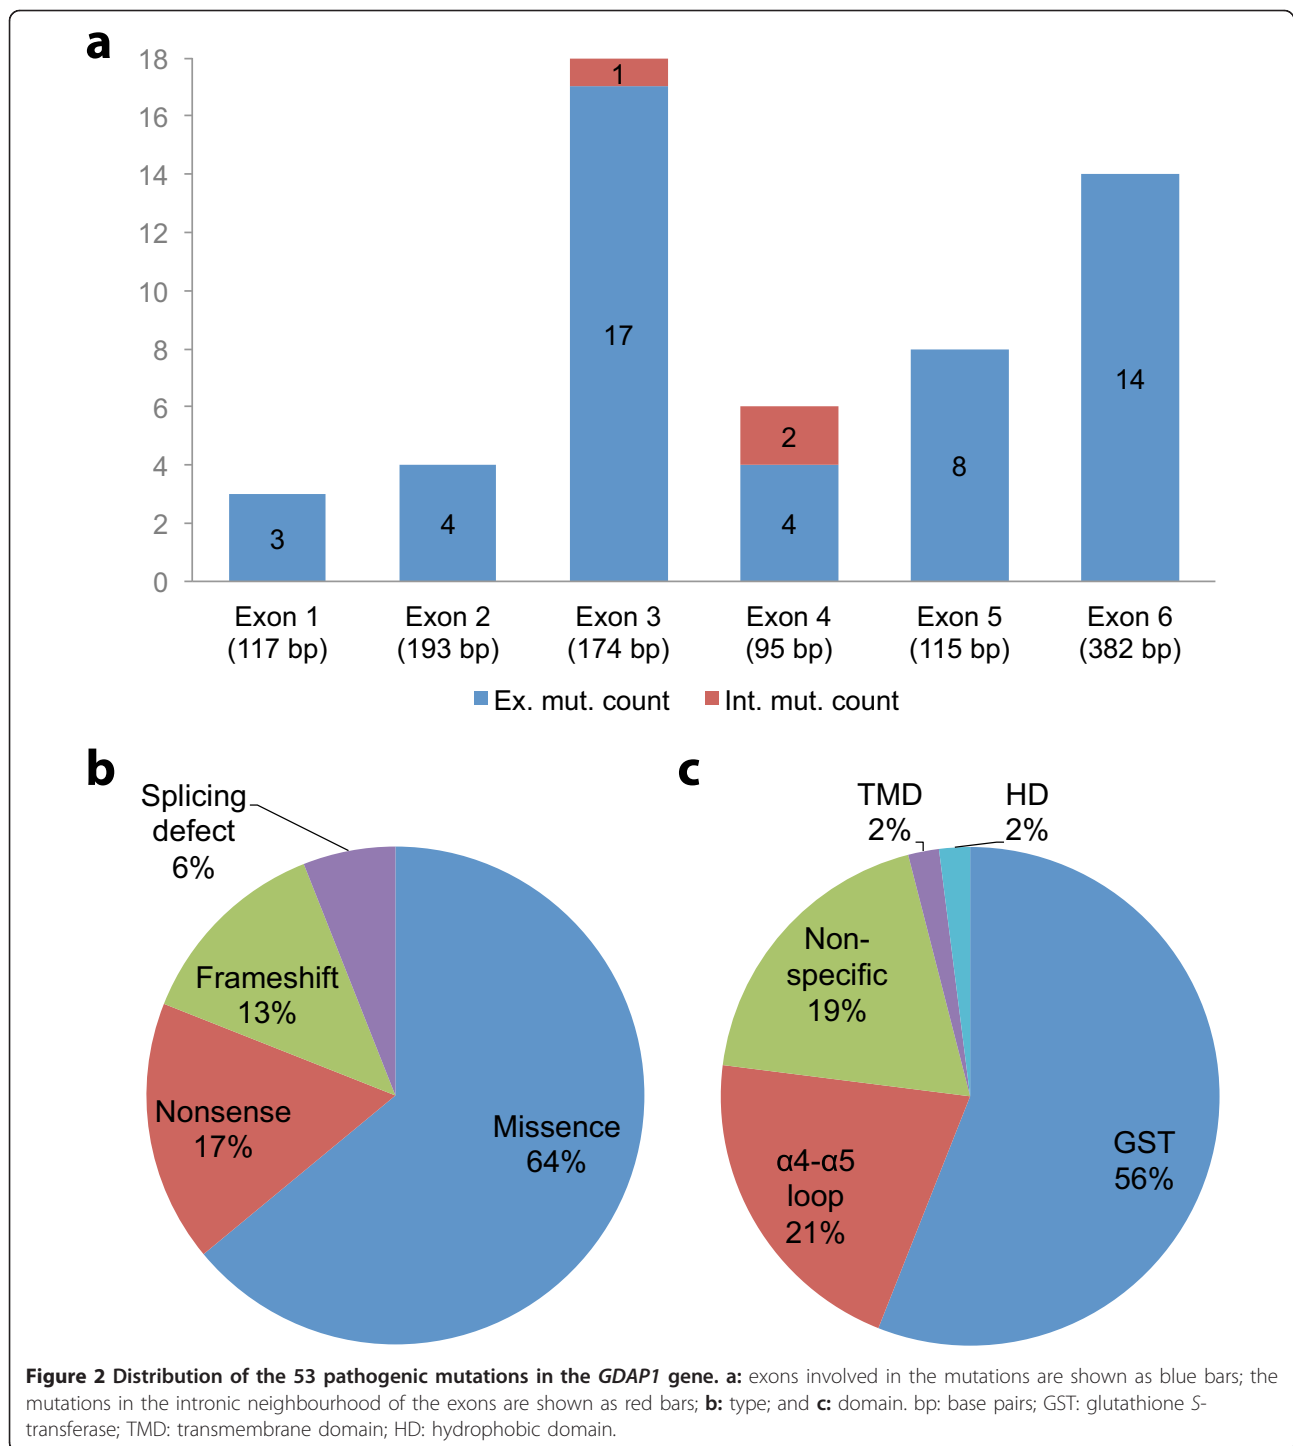 a
18
16
14
12
10
8
6
4
2
0
3
4
1
17
2
4
8
14
Exon 1
(117 bp)
Exon 2
(193 bp)
Exon 3
(174 bp)
Exon 4
(95 bp)
Exon 5
(115 bp)
Exon 6
(382 bp)
Ex. mut. count
Int. mut. count
b
Splicing
defect
6%
Frameshift
13%
Nonsense
17%
Missence
64%
c
TMD
2%
HD
2%
Non-
specific
19%
α4-α5
loop
21%
GST
56%
Figure 2 Distribution of the 53 pathogenic mutations in the GDAP1 gene. a: exons involved in the mutations are shown as blue bars; the
mutations in the intronic neighbourhood of the exons are shown as red bars; b: type; and c: domain. bp: base pairs; GST: glutathione S-
transferase; TMD: transmembrane domain; HD: hydrophobic domain.